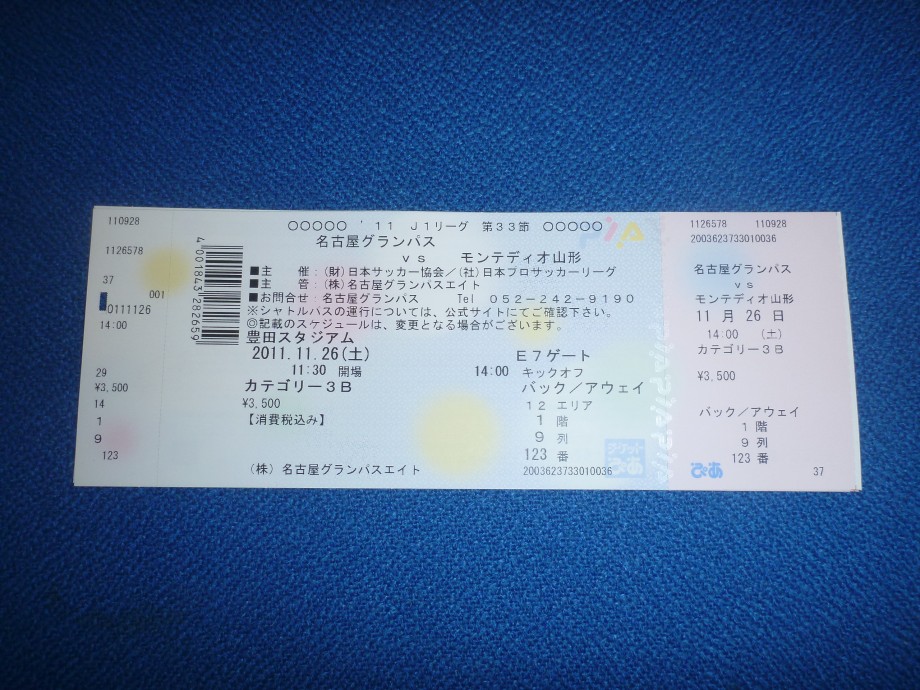 110928
1126578
37
001
0111126
14:00
29
¥3,500
14
1
9
123
4001843282659
○○○○○ '11 J1リーグ 第33節 ○○○○○
名古屋グランパス
vs モンテディオ山形
■主 催:(財)日本サッカー協会/(社)日本プロサッカーリーグ
■主 管:(株)名古屋グランパスエイト
■お問合せ:名古屋グランパス Tel 052-242-9190
※シャトルバスの運行については、公式サイトにてご確認下さい。
◎記載のスケジュールは、変更となる場合がございます。
豊田スタジアム
2011.11.26(土) E7ゲート
11:30 開場 14:00 キックオフ
カテゴリー3B バック/アウェイ
¥3,500 12 エリア
【消費税込み】 1 階
9 列
123 番
(株)名古屋グランパスエイト 2003623733010036
チケット
ぴあ
1126578 110928
2003623733010036
名古屋グランパス
vs
モンテディオ山形
11 月 26 日
14:00 (土)
カテゴリー3B
¥3,500
バック/アウェイ
1 階
9 列
123 番
ぴあ 37